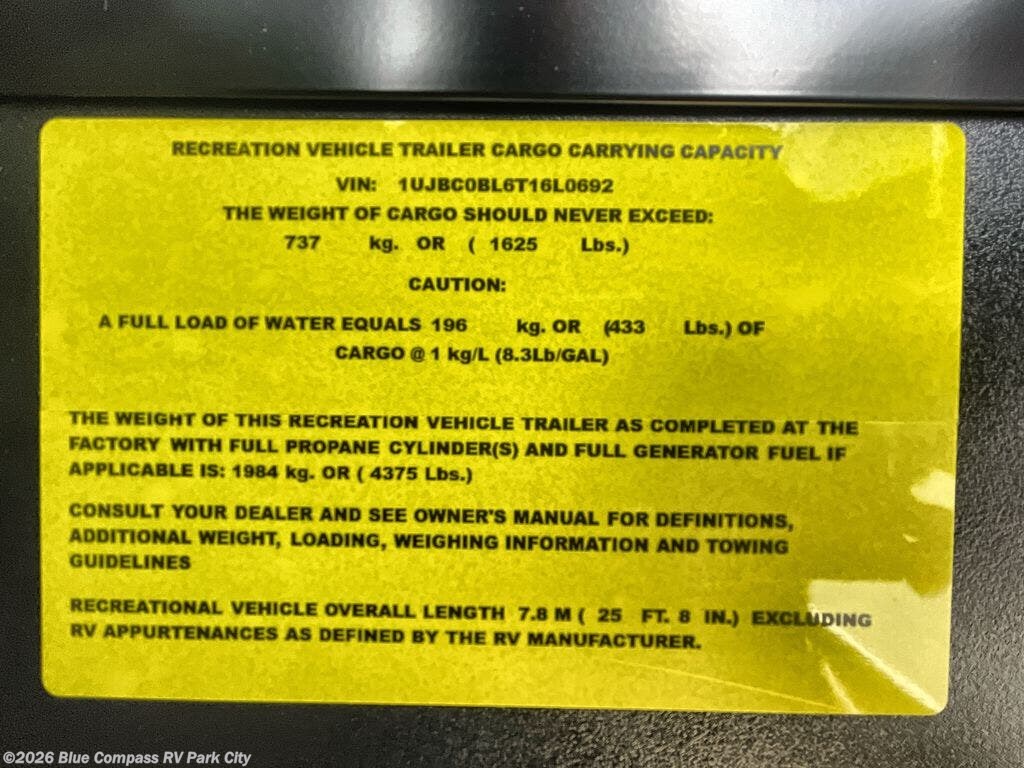 RECREATION VEHICLE TRAILER CARGO CARRYING CAPACITY
VIN: 1UJBC0BL6T16L0692
THE WEIGHT OF CARGO SHOULD NEVER EXCEED:
737 kg. OR ( 1625 Lbs.)
CAUTION:
A FULL LOAD OF WATER EQUALS 196 kg. OR (433 Lbs.) OF
CARGO @ 1 kg/L (8.3Lb/GAL)
THE WEIGHT OF THIS RECREATION VEHICLE TRAILER AS COMPLETED AT THE
FACTORY WITH FULL PROPANE CYLINDER(S) AND FULL GENERATOR FUEL IF
APPLICABLE IS: 1984 kg. OR ( 4375 Lbs.)
CONSULT YOUR DEALER AND SEE OWNER'S MANUAL FOR DEFINITIONS,
ADDITIONAL WEIGHT, LOADING, WEIGHING INFORMATION AND TOWING
GUIDELINES
RECREATIONAL VEHICLE OVERALL LENGTH 7.8 M ( 25 FT. 8 IN.) EXCLUDING
RV APPURTENANCES AS DEFINED BY THE RV MANUFACTURER.
©2026 Blue Compass RV Park City